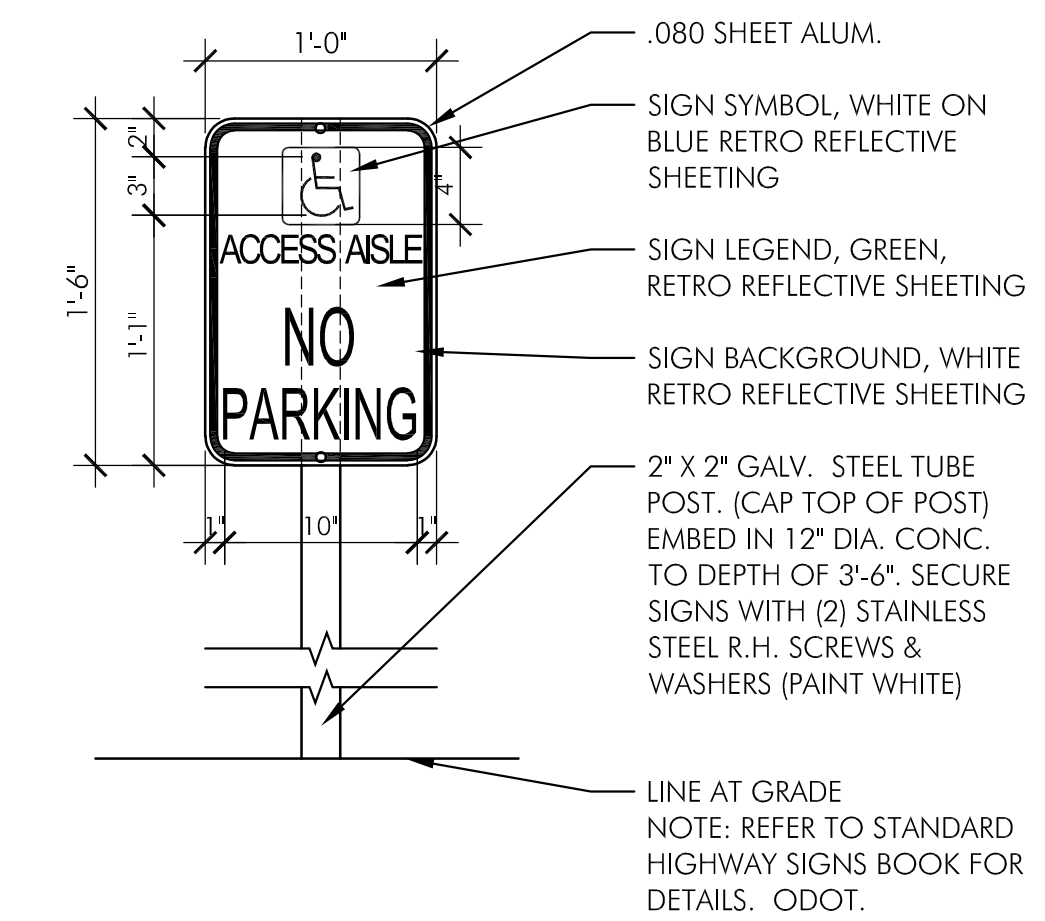 1'-0"
.080 SHEET ALUM.
SIGN SYMBOL, WHITE ON
BLUE RETRO REFLECTIVE
SHEETING
2"
3"
4"
1'-6"
1'-1"
ACCESS AISLE
NO
PARKING
SIGN LEGEND, GREEN,
RETRO REFLECTIVE SHEETING
SIGN BACKGROUND, WHITE
RETRO REFLECTIVE SHEETING
1"
10"
1"
2" X 2" GALV. STEEL TUBE
POST. (CAP TOP OF POST)
EMBED IN 12" DIA. CONC.
TO DEPTH OF 3'-6". SECURE
SIGNS WITH (2) STAINLESS
STEEL R.H. SCREWS &
WASHERS (PAINT WHITE)
LINE AT GRADE
NOTE: REFER TO STANDARD
HIGHWAY SIGNS BOOK FOR
DETAILS. ODOT.